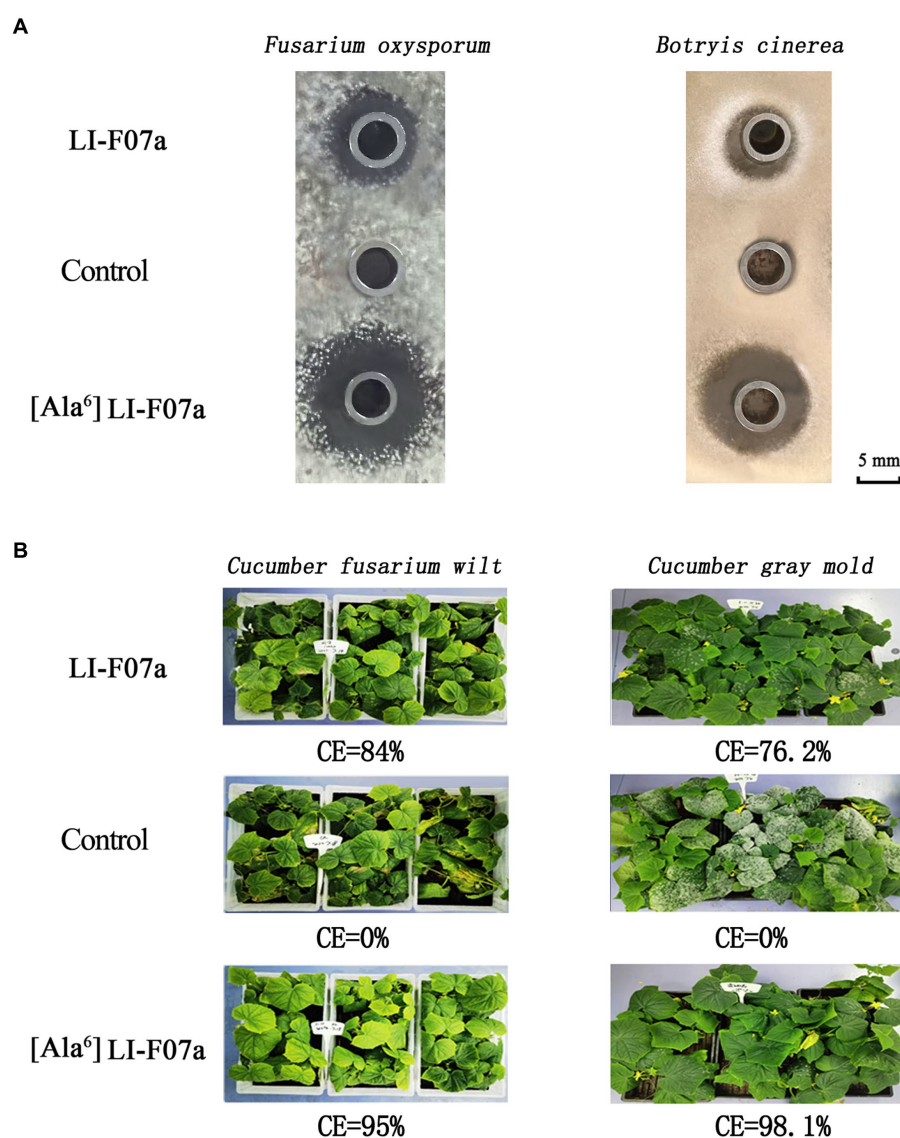 A
Fusarium oxysporum
Botryis cinerea
LI-F07a
Control
[Ala⁶] LI-F07a
5 mm
B
Cucumber fusarium wilt
Cucumber gray mold
LI-F07a
CE=84%
CE=76.2%
Control
CE=0%
CE=0%
[Ala⁶] LI-F07a
CE=95%
CE=98.1%